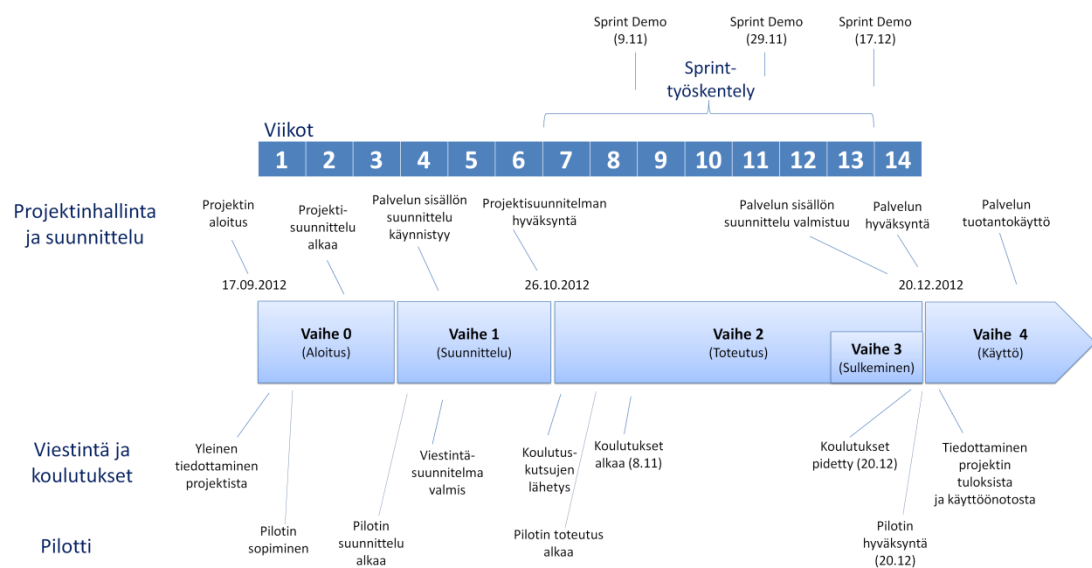 Sprint Demo
(9.11)
Sprint Demo
(29.11)
Sprint Demo
(17.12)
Sprint-
työskentely
Viikot
1 2 3 4 5 6 7 8 9 10 11 12 13 14
Projektinhallinta
ja suunnittelu
Projektin
aloitus
Projekti-
suunnittelu
alkaa
Palvelun sisällön
suunnittelu
käynnistyy
Projektisuunnitelman
hyväksyntä
Palvelun sisällön
suunnittelu valmistuu
Palvelun
hyväksyntä
Palvelun
tuotantokäyttö
17.09.2012
26.10.2012
20.12.2012
Vaihe 0
(Aloitus)
Vaihe 1
(Suunnittelu)
Vaihe 2
(Toteutus)
Vaihe 3
(Sulkeminen)
Vaihe 4
(Käyttö)
Viestintä ja
koulutukset
Yleinen
tiedottaminen
projektista
Viestintä-
suunnitelma
valmis
Koulutus-
kutsujen
lähetys
Koulutukset
alkaa (8.11)
Koulutukset
pidetty (20.12)
Tiedottaminen
projektin
tuloksista
ja käyttöönotosta
Pilotti
Pilotin
sopiminen
Pilotin
suunnittelu
alkaa
Pilotin toteutus
alkaa
Pilotin
hyväksyntä
(20.12)